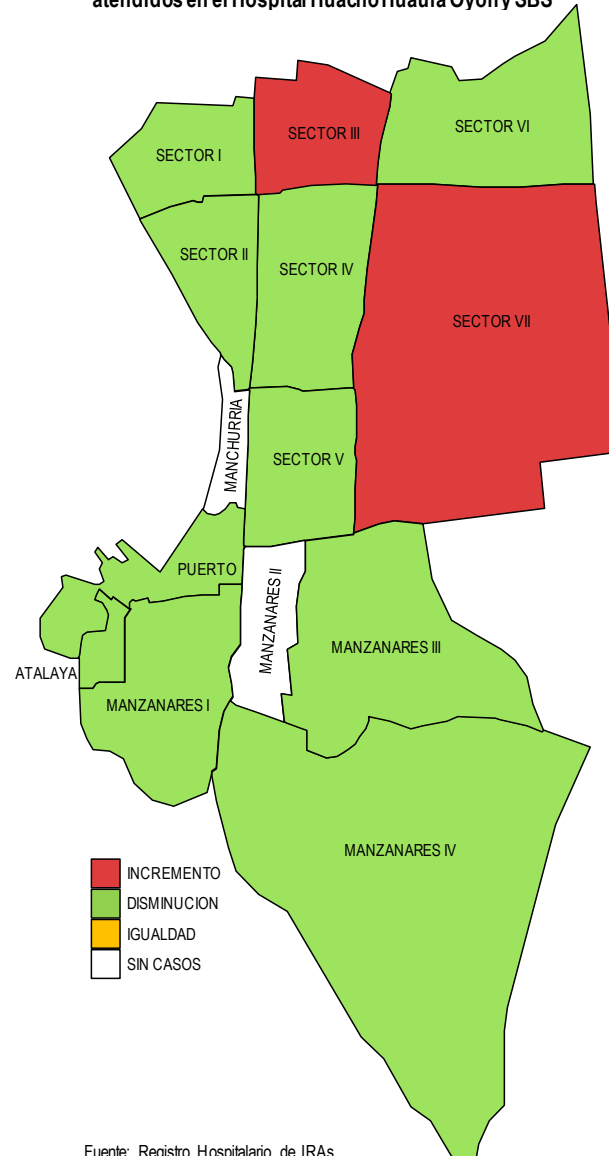 atendidos en el Hospital Huacho Huaura Oyon y SBS
SECTOR VI
SECTOR III
SECTOR I
SECTOR II
SECTOR IV
SECTOR VII
MANCHURRIA
SECTOR V
PUERTO
MANZANARES II
MANZANARES III
ATALAYA
MANZANARES I
MANZANARES IV
INCREMENTO
DISMINUCION
IGUALDAD
SIN CASOS
Fuente: Registro Hospitalario de IRAs